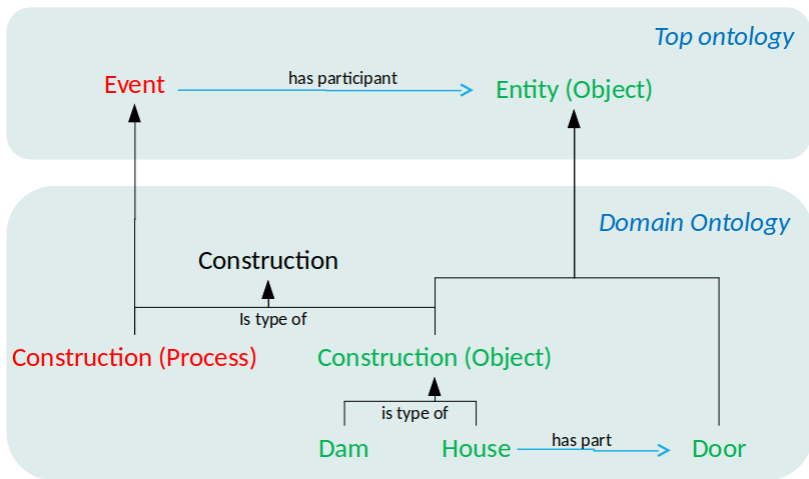 Top ontology
Event
has participant
Entity (Object)
Domain Ontology
Construction
Is type of
Construction (Process)
Construction (Object)
is type of
Dam
House
has part
Door